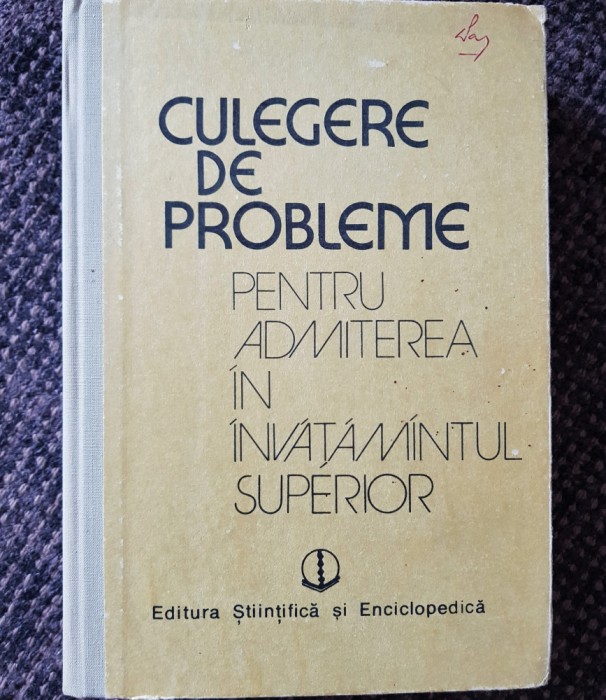 CULEGERE
DE
PROBLEME
PENTRU
ADMITEREA
ÎN
ÎNVĂȚĂMÎNTUL
SUPERIOR
Editura Științifică și Enciclopedică